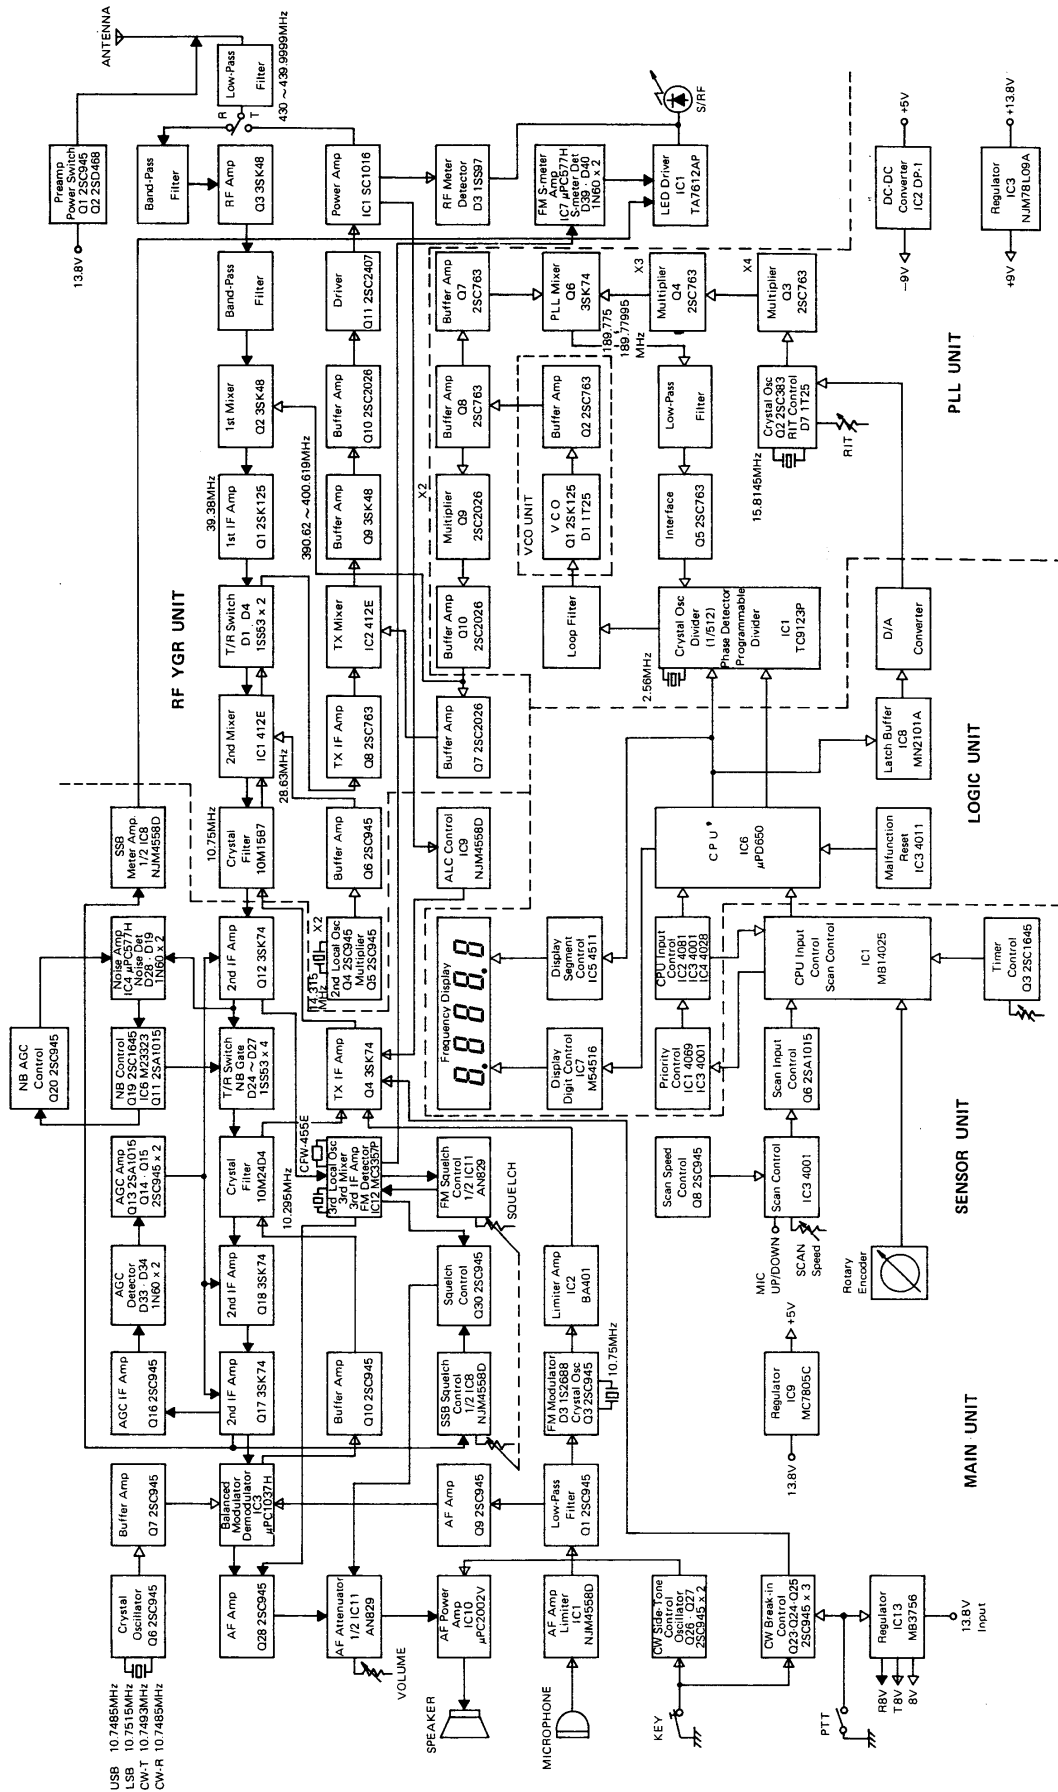 ANTENNA
Preamp
Power Switch
Q1 2SC945
Q2 2SD468
13.8V
Low-Pass
Filter
430 ~ 439.9999MHz
R
T
Band-Pass
Filter
RF Amp
Q3 3SK48
Band-Pass
Filter
1st Mixer
Q2 3SK48
39.38MHz
1st IF Amp
Q1 2SK125
T/R Switch
D1 D4
1SS53 x 2
2nd Mixer
IC1 412E
10.75MHz
Crystal
Filter
10M15B7
RF YGR UNIT
Power Amp
IC1 SC1016
Driver
Q11 2SC2407
Buffer Amp
Q10 2SC2026
390.62 ~ 400.619MHz
Buffer Amp
Q9 3SK48
TX Mixer
IC2 412E
TX IF Amp
Q8 2SC763
28.63MHz
Buffer Amp
Q6 2SC945
RF Meter
Detector
D3 1SS97
FM S-meter
Amp
IC7 µPC577H
S-meter Det
D39 · D40
1N60 x 2
LED Driver
IC1
TA7612AP
S/RF
Buffer Amp
Q7
2SC763
Buffer Amp
Q8
2SC763
X2
Multiplier
Q9
2SC2026
Buffer Amp
Q10
2SC2026
Buffer Amp
Q7 2SC2026
ALC Control
IC9
NJM4558D
PLL Mixer
Q6
3SK74
189.775
189.77995
MHz
VCO UNIT
Buffer Amp
Q2 2SC763
V C O
Q1 2SK125
D1 1T25
Loop Filter
X3
Multiplier
Q4
2SC763
Low-Pass
Filter
Interface
Q5 2SC763
2.56MHz
Crystal Osc
Divider
(1/512)
Phase Detector
Programmable
Divider
IC1
TC9123P
X4
Multiplier
Q3
2SC763
Crystal Osc
Q2 2SC383
RIT Control
D7 1T25
15.8145MHz
RIT
D/A
Converter
Latch Buffer
IC8
MN2101A
PLL UNIT
LOGIC UNIT
DC-DC
Converter
IC2 DP-1
+5V
−9V
Regulator
IC3
NJM78L09A
+13.8V
+9V
CPU
IC6
µPD650
Malfunction
Reset
IC3 4011
SSB
Meter Amp.
1/2 IC8
NJM4558D
Noise Amp
IC4 µPC577H
Noise Det
D28 · D19
1N60 x 2
NB AGC
Control
Q20 2SC945
NB Control
Q19 2SC1645
IC6 M23323
Q11 2SA1015
AGC Amp
Q13 2SA1015
Q14 · Q15
2SC945 x 2
AGC
Detector
D33 · D34
1N60 x 2
AGC IF Amp
Q16 2SC945
Buffer Amp
Q7 2SC945
Crystal
Oscillator
Q6 2SC945
USB 10.7485MHz
LSB 10.7515MHz
CW-T 10.7493MHz
CW-R 10.7485MHz
2nd IF Amp
Q12 3SK74
T/R Switch
NB Gate
D24 ~ D27
1SS53 x 4
Crystal
Filter
10M24D4
2nd IF Amp
Q18 3SK74
2nd IF Amp
Q17 3SK74
Balanced
Modulator
Demodulator
IC3
µPC1037H
AF Amp
Q28 2SC945
14.315
MHz
X2
2nd Local Osc
Q4 2SC945
Multiplier
Q5 2SC945
TX IF Amp
Q4 3SK74
CFW-455E
10.295MHz
3rd Local Osc
3rd Mixer
3rd IF Amp
FM Detector
IC12 MC3357P
Buffer Amp
Q10 2SC945
AF Attenuator
1/2 IC11
AN829
VOLUME
FM Squelch
Control
1/2 IC11
AN829
SQUELCH
Squelch
Control
Q30 2SC945
SSB Squelch
Control
1/2 IC8
NJM4558D
AF Amp
Q9 2SC945
AF Power
Amp
IC10
µPC2002V
SPEAKER
Frequency Display
8.888.8
Display
Segment Control
IC5 4511
Display
Digit Control
IC7
M54516
Limiter Amp
IC2
BA401
FM Modulator
D3 1S2688
Crystal Osc
Q3 2SC945
10.75MHz
Low-Pass
Filter
Q1 2SC945
AF Amp
Limiter
IC1
NJM4558D
MICROPHONE
CPU Input
Control
IC2 4081
IC3 4001
IC4 4028
Priority
Control
IC1 4069
IC3 4001
Scan Speed
Control
Q8 2SC945
CPU Input
Control
Scan Control
IC1
MB14025
Scan Input
Control
Q6 2SA1015
Scan Control
IC3 4001
MIC
UP/DOWN
SCAN
Speed
Timer
Control
Q3 2SC1645
Rotary
Encoder
SENSOR UNIT
Regulator
IC9
MC7805C
+5V
13.8V
MAIN UNIT
CW Side-Tone
Control
Oscillator
Q26 · Q27
2SC945 x 2
KEY
CW Break-in
Control
Q23·Q24·Q25
2SC945 x 3
PTT
Regulator
IC13
MB3756
R8V
T8V
8V
13.8V
Input